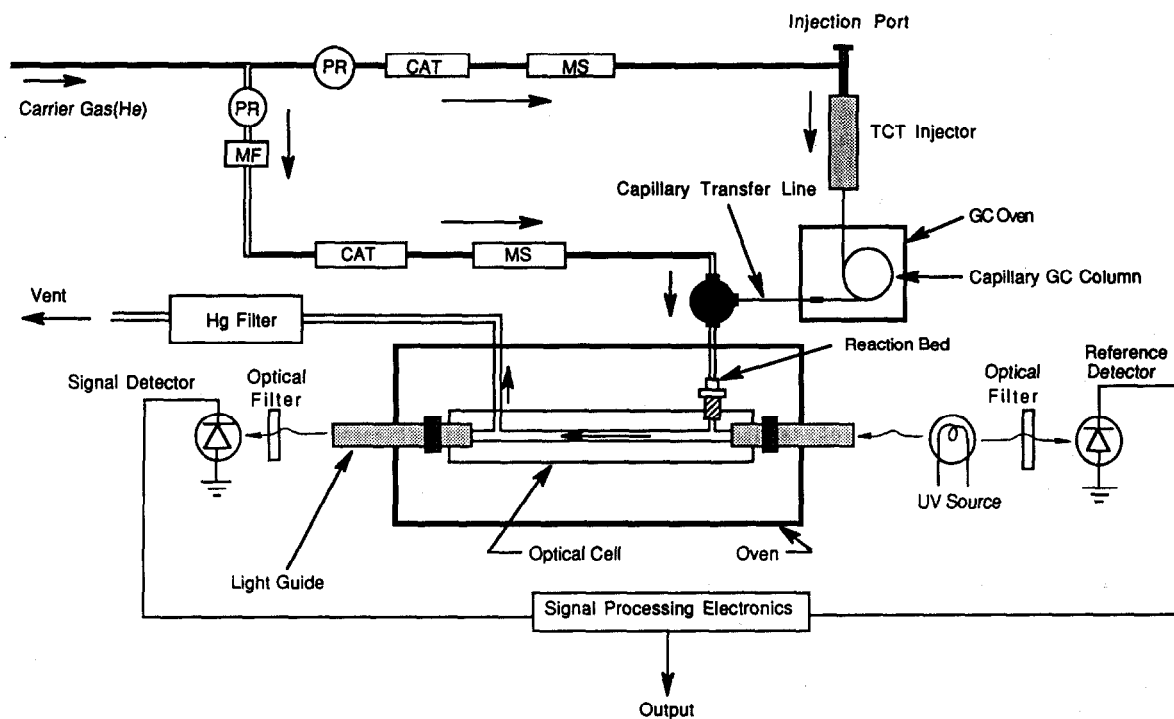 Injection Port
PR
CAT
MS
Carrier Gas(He)
PR
TCT Injector
MF
Capillary Transfer Line
GC Oven
CAT
MS
Capillary GC Column
Vent
Hg Filter
Reaction Bed
Reference
Detector
Signal Detector
Optical
Filter
Optical
Filter
UV Source
Optical Cell
Oven
Light Guide
Signal Processing Electronics
Output